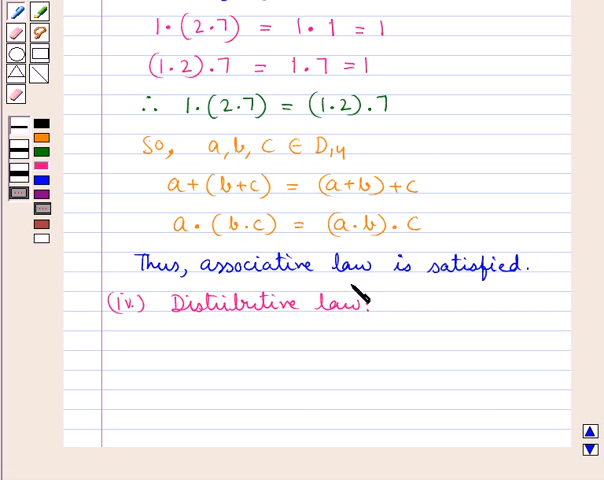 1·(2·7) = 1·1 = 1
(1·2)·7 = 1·7 = 1
∴ 1·(2·7) = (1·2)·7
So, a, b, c ∈ D14
a+(b+c) = (a+b)+c
a·(b·c) = (a·b)·c
Thus, associative law is satisfied.
(iv.) Distributive law: